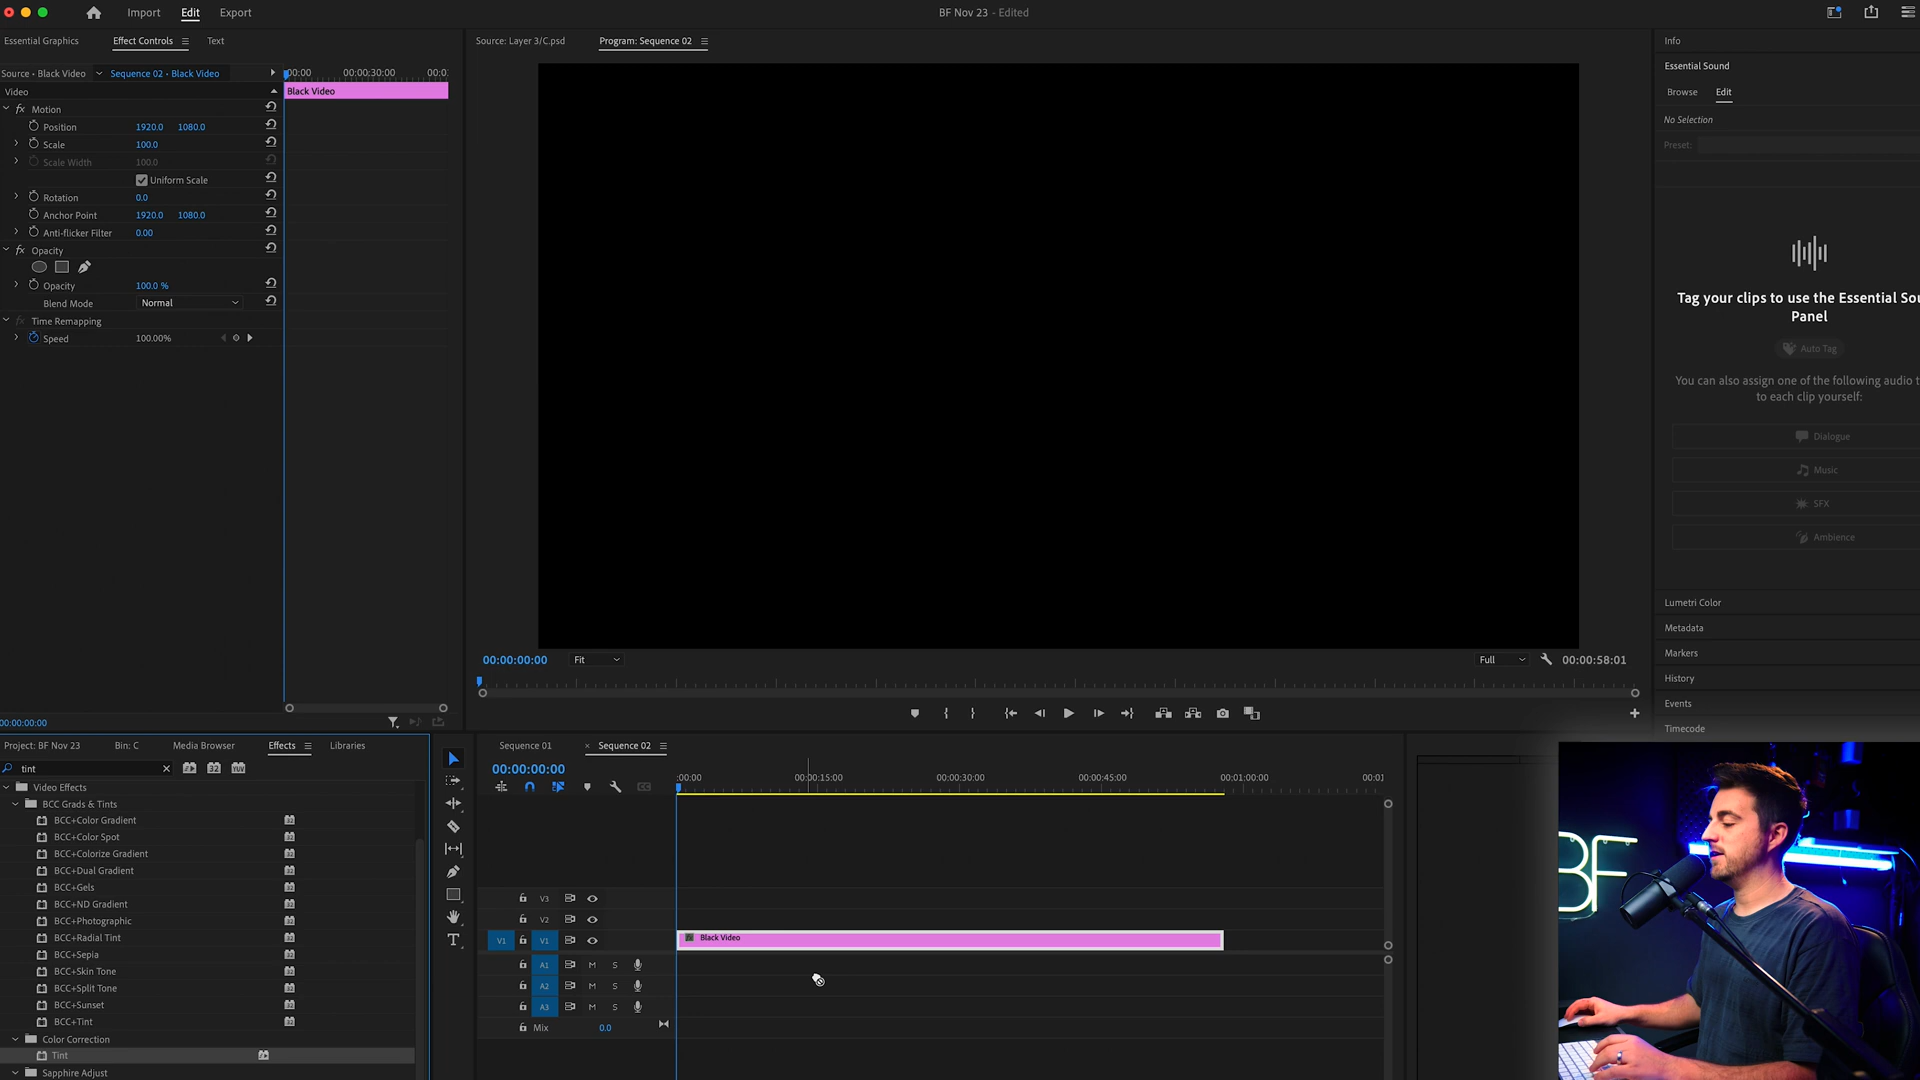 Import Edit Export
BF Nov 23 - Edited
Essential Graphics Effect Controls Text
Source • Black Video Sequence 02 • Black Video
:00:00 00:00:30:00 00:0
Video
Black Video
fx Motion
Position 1920.0 1080.0
Scale 100.0
Scale Width 100.0
Uniform Scale
Rotation 0.0
Anchor Point 1920.0 1080.0
Anti-flicker Filter 0.00
fx Opacity
Opacity 100.0 %
Blend Mode Normal
fx Time Remapping
Speed 100.00%
00:00:00:00
Source: Layer 3/C.psd Program: Sequence 02
00:00:00:00 Fit Full 00:00:58:01
Info
Essential Sound
Browse Edit
No Selection
Preset:
Tag your clips to use the Essential Sou
Panel
Auto Tag
You can also assign one of the following audio t
to each clip yourself:
Dialogue
Music
SFX
Ambience
Lumetri Color
Metadata
Markers
History
Events
Timecode
Project: BF Nov 23 Bin: C Media Browser Effects Libraries
tint
32 YUV
Video Effects
BCC Grads & Tints
BCC+Color Gradient
BCC+Color Spot
BCC+Colorize Gradient
BCC+Dual Gradient
BCC+Gels
BCC+ND Gradient
BCC+Photographic
BCC+Radial Tint
BCC+Sepia
BCC+Skin Tone
BCC+Split Tone
BCC+Sunset
BCC+Tint
Color Correction
Tint
Sapphire Adjust
Sequence 01 × Sequence 02
00:00:00:00
:00:00 00:00:15:00 00:00:30:00 00:00:45:00 00:01:00:00 00:01
V3
V2
V1 V1 Black Video
A1 M S
A2 M S
A3 M S
Mix 0.0
BF